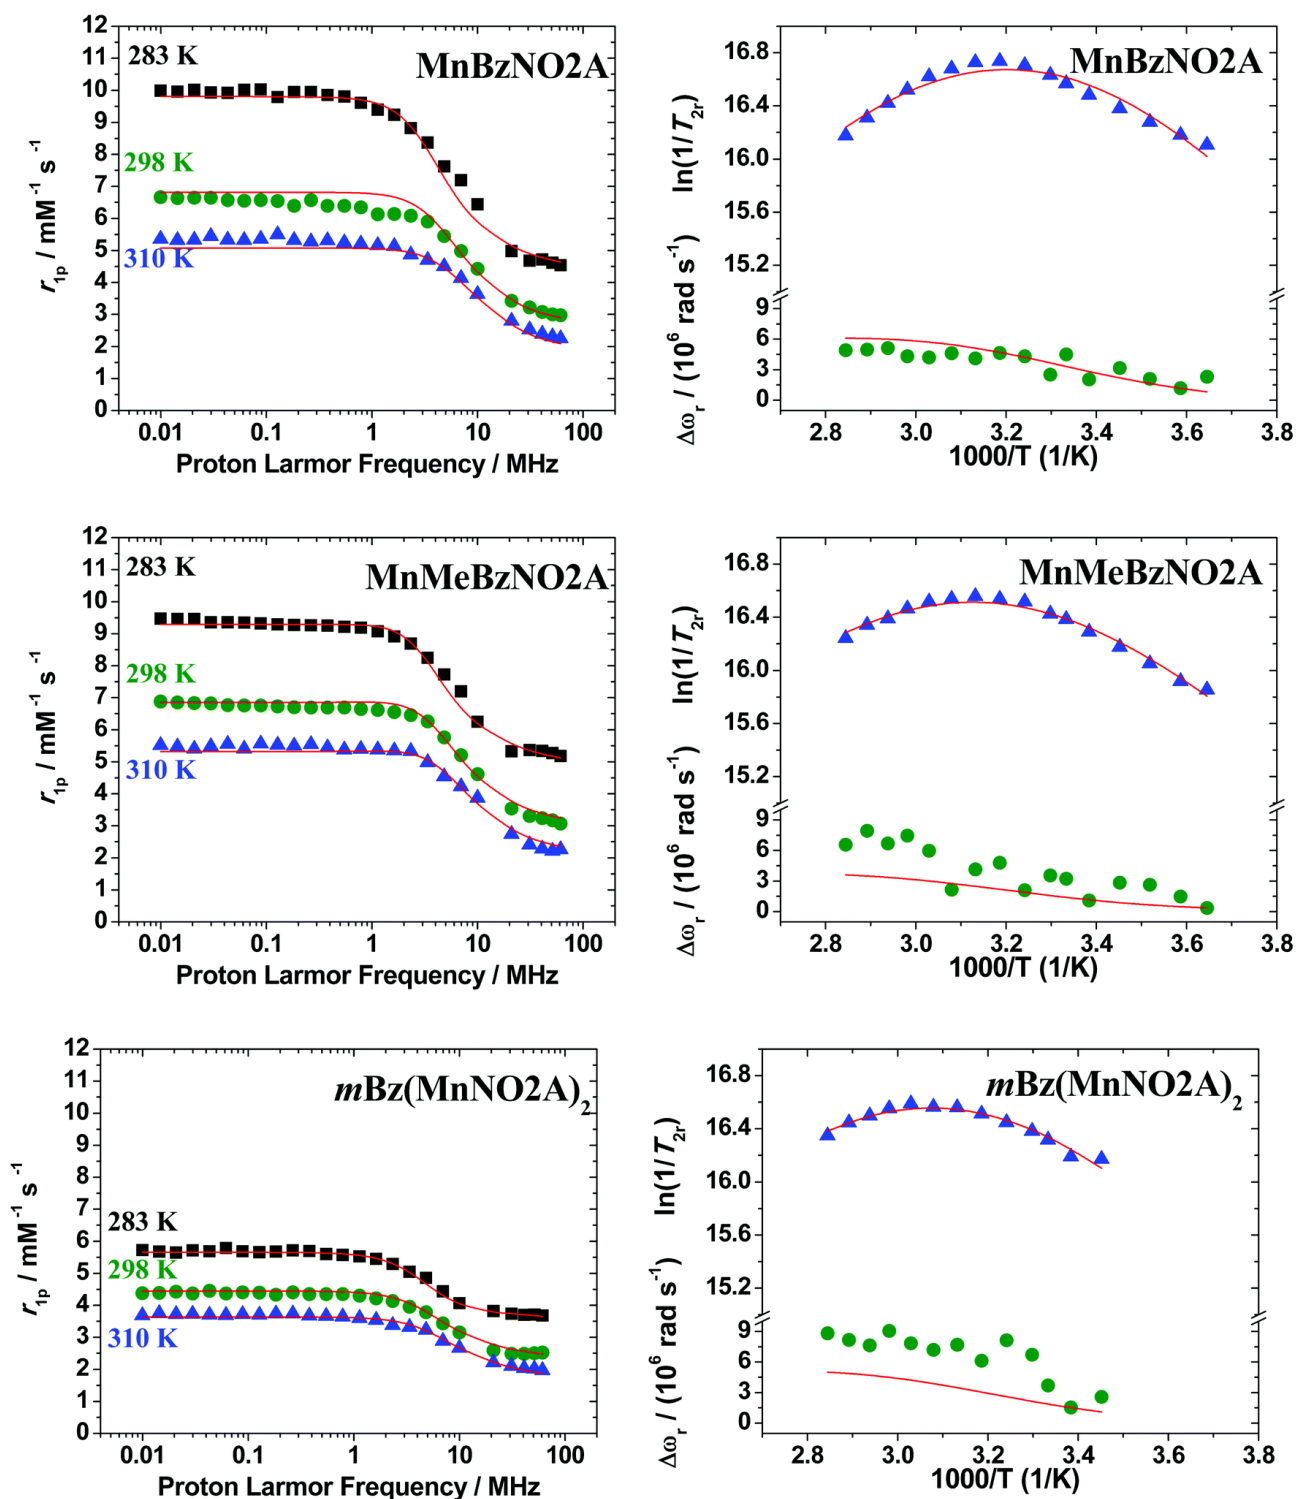 MnBzNO2A
283 K
298 K
310 K
12
11
10
9
8
7
6
5
4
3
2
1
0
r1p / mM-1 s-1
0.01 0.1 1 10 100
Proton Larmor Frequency / MHz
MnBzNO2A
16.8
16.4
16.0
15.6
15.2
9
6
3
0
ln(1/T2r)
Δωr / (10^6 rad s-1)
2.8 3.0 3.2 3.4 3.6 3.8
1000/T (1/K)
MnMeBzNO2A
283 K
298 K
310 K
12
11
10
9
8
7
6
5
4
3
2
1
0
r1p / mM-1 s-1
0.01 0.1 1 10 100
Proton Larmor Frequency / MHz
MnMeBzNO2A
16.8
16.4
16.0
15.6
15.2
9
6
3
0
ln(1/T2r)
Δωr / (10^6 rad s-1)
2.8 3.0 3.2 3.4 3.6 3.8
1000/T (1/K)
mBz(MnNO2A)2
283 K
298 K
310 K
12
11
10
9
8
7
6
5
4
3
2
1
0
r1p / mM-1 s-1
0.01 0.1 1 10 100
Proton Larmor Frequency / MHz
mBz(MnNO2A)2
16.8
16.4
16.0
15.6
15.2
9
6
3
0
ln(1/T2r)
Δωr / (10^6 rad s-1)
2.8 3.0 3.2 3.4 3.6 3.8
1000/T (1/K)